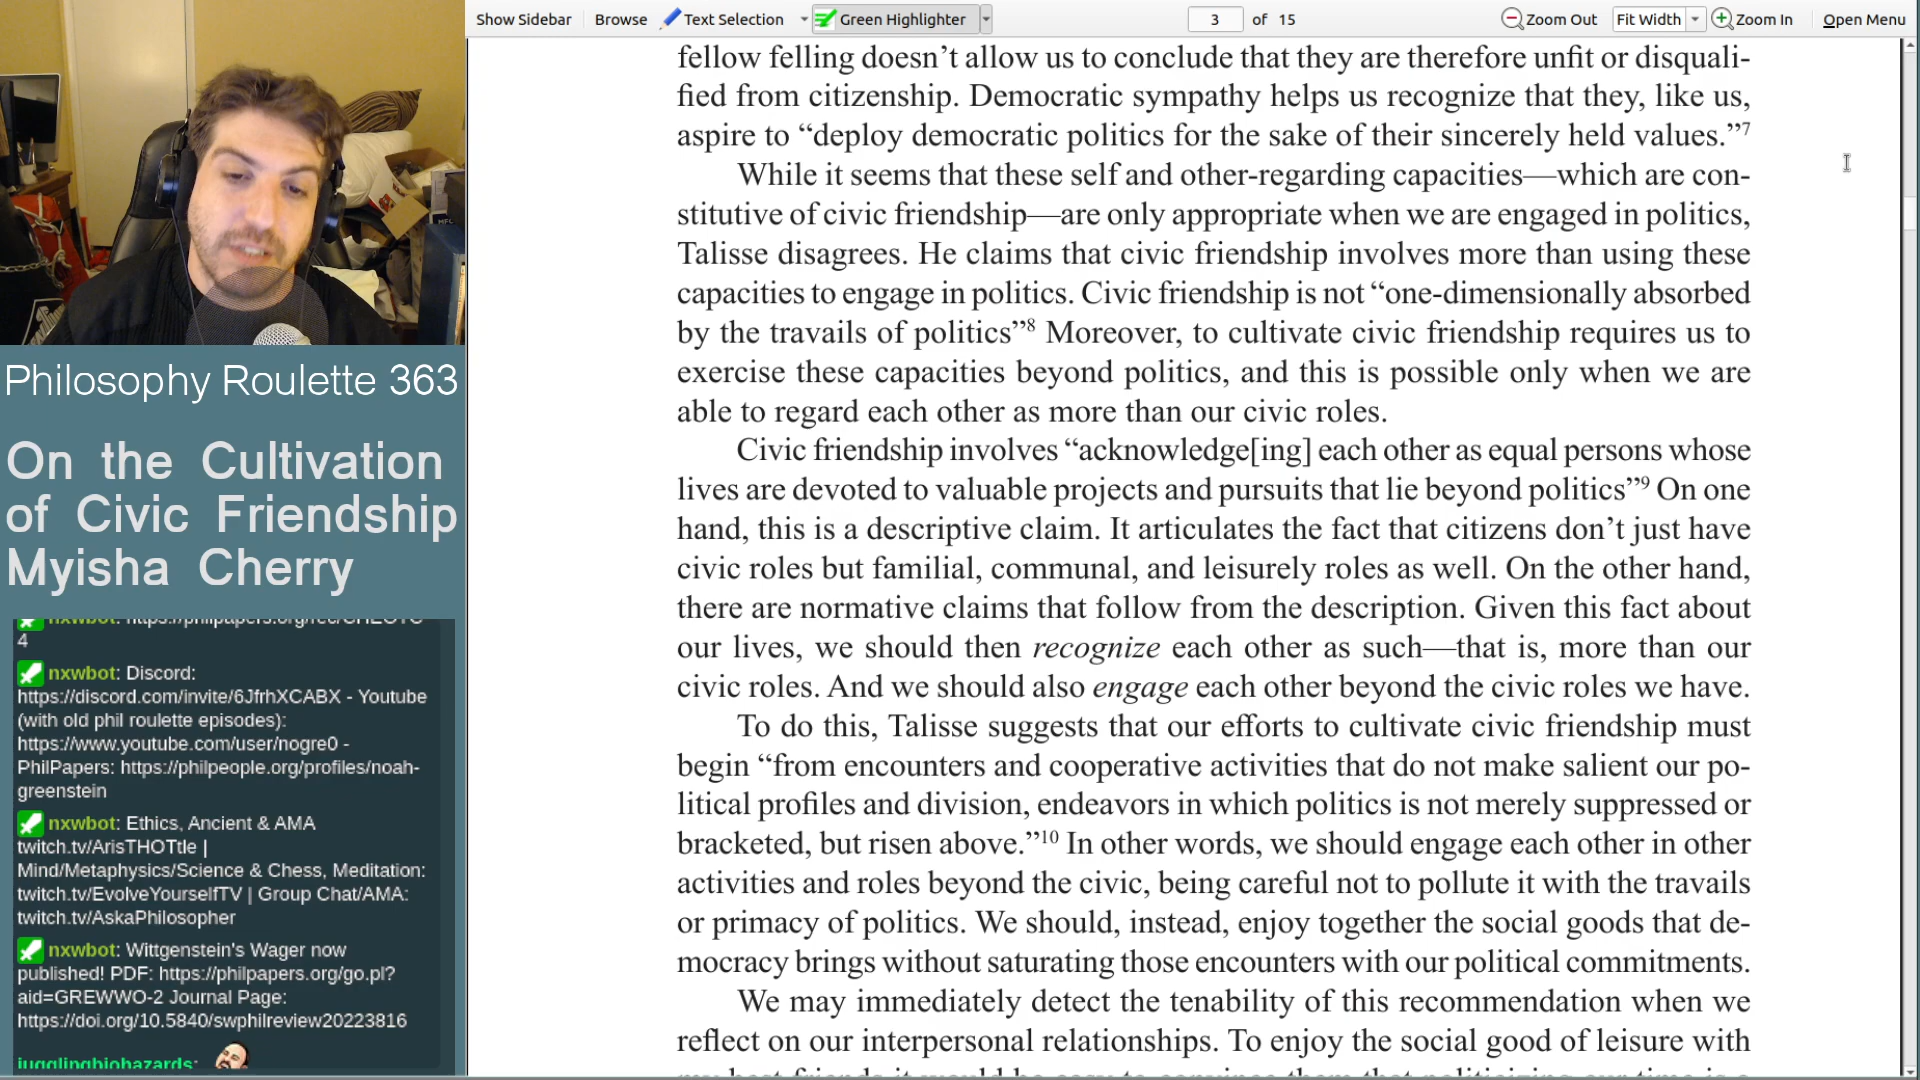 Show Sidebar Browse Text Selection Green Highlighter 3 of 15 Zoom Out Fit Width Zoom In Open Menu
fellow felling doesn’t allow us to conclude that they are therefore unfit or disquali-
fied from citizenship. Democratic sympathy helps us recognize that they, like us,
aspire to “deploy democratic politics for the sake of their sincerely held values.”7
While it seems that these self and other-regarding capacities—which are con-
stitutive of civic friendship—are only appropriate when we are engaged in politics,
Talisse disagrees. He claims that civic friendship involves more than using these
capacities to engage in politics. Civic friendship is not “one-dimensionally absorbed
by the travails of politics”8 Moreover, to cultivate civic friendship requires us to
exercise these capacities beyond politics, and this is possible only when we are
able to regard each other as more than our civic roles.
Civic friendship involves “acknowledge[ing] each other as equal persons whose
lives are devoted to valuable projects and pursuits that lie beyond politics”9 On one
hand, this is a descriptive claim. It articulates the fact that citizens don’t just have
civic roles but familial, communal, and leisurely roles as well. On the other hand,
there are normative claims that follow from the description. Given this fact about
our lives, we should then recognize each other as such—that is, more than our
civic roles. And we should also engage each other beyond the civic roles we have.
To do this, Talisse suggests that our efforts to cultivate civic friendship must
begin “from encounters and cooperative activities that do not make salient our po-
litical profiles and division, endeavors in which politics is not merely suppressed or
bracketed, but risen above.”10 In other words, we should engage each other in other
activities and roles beyond the civic, being careful not to pollute it with the travails
or primacy of politics. We should, instead, enjoy together the social goods that de-
mocracy brings without saturating those encounters with our political commitments.
We may immediately detect the tenability of this recommendation when we
reflect on our interpersonal relationships. To enjoy the social good of leisure with
Philosophy Roulette 363
On the Cultivation
of Civic Friendship
Myisha Cherry
4
nxwbot: Discord:
https://discord.com/invite/6JfrhXCABX - Youtube
(with old phil roulette episodes):
https://www.youtube.com/user/nogre0 -
PhilPapers: https://philpeople.org/profiles/noah-
greenstein
nxwbot: Ethics, Ancient & AMA
twitch.tv/ArisTHOTtle |
Mind/Metaphysics/Science & Chess, Meditation:
twitch.tv/EvolveYourselfTV | Group Chat/AMA:
twitch.tv/AskaPhilosopher
nxwbot: Wittgenstein's Wager now
published! PDF: https://philpapers.org/go.pl?
aid=GREWWO-2 Journal Page:
https://doi.org/10.5840/swphilreview20223816
jugglingbiohazards: